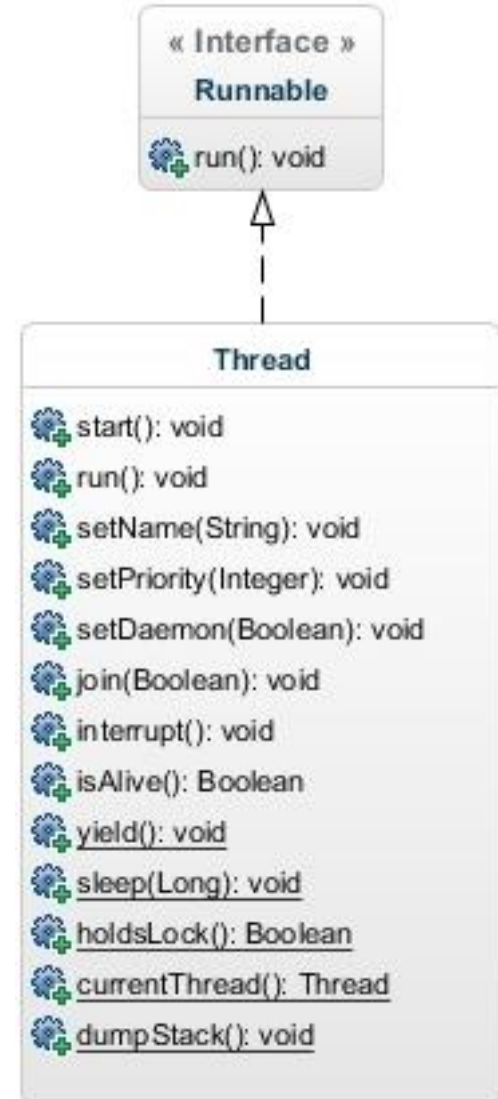 « Interface »
Runnable
run(): void
Thread
start(): void
run(): void
setName(String): void
setPriority(Integer): void
setDaemon(Boolean): void
join(Boolean): void
interrupt(): void
isAlive(): Boolean
yield(): void
sleep(Long): void
holdsLock(): Boolean
currentThread(): Thread
dumpStack(): void